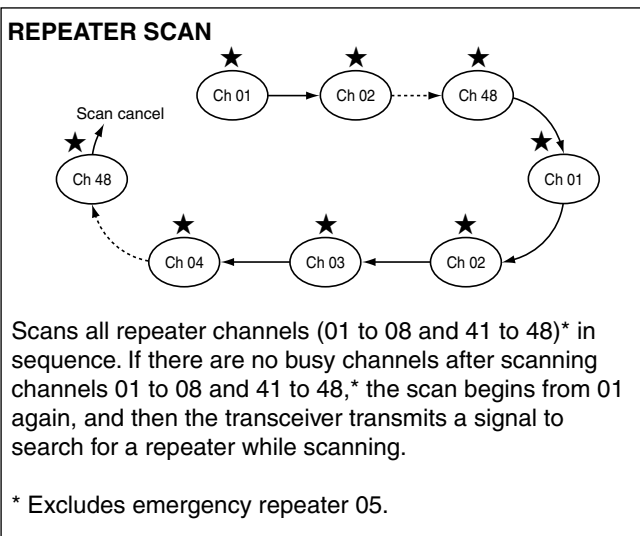 REPEATER SCAN
Ch 01
Ch 02
Ch 48
Scan cancel
Ch 48
Ch 01
Ch 04
Ch 03
Ch 02
Scans all repeater channels (01 to 08 and 41 to 48)* in
sequence. If there are no busy channels after scanning
channels 01 to 08 and 41 to 48,* the scan begins from 01
again, and then the transceiver transmits a signal to
search for a repeater while scanning.
* Excludes emergency repeater 05.